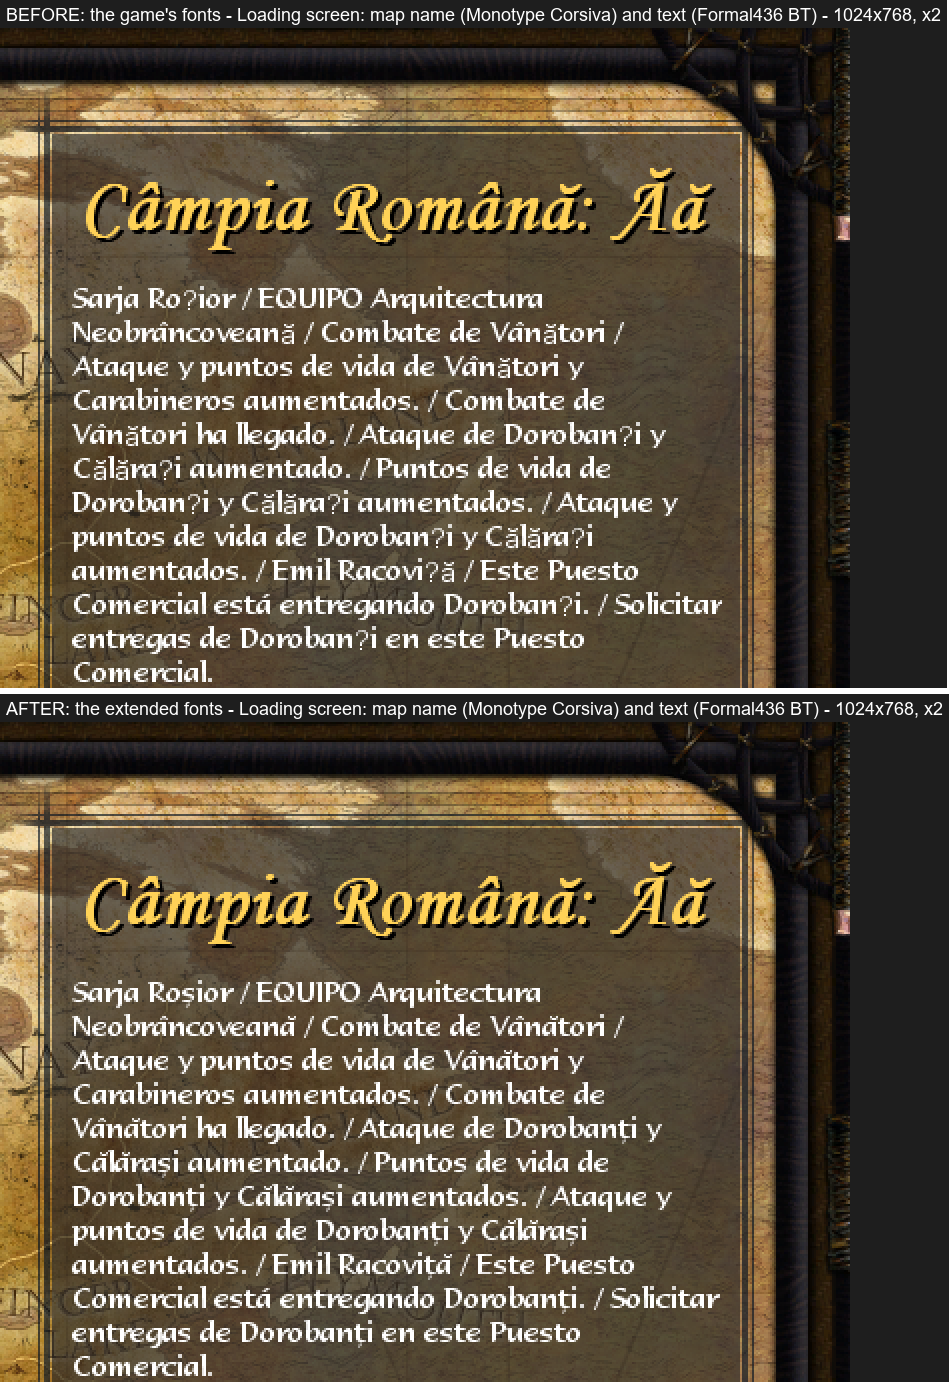 BEFORE: the game's fonts - Loading screen: map name (Monotype Corsiva) and text (Formal436 BT) - 1024x768, x2
Câmpia Română: Ăă
Sarja Ro?ior / EQUIPO Arquitectura
Neobrâncoveană / Combate de Vânători /
Ataque y puntos de vida de Vânători y
Carabineros aumentados. / Combate de
Vânători ha llegado. / Ataque de Doroban?i y
Călăra?i aumentado. / Puntos de vida de
Doroban?i y Călăra?i aumentados. / Ataque y
puntos de vida de Doroban?i y Călăra?i
aumentados. / Emil Racovi?ă / Este Puesto
Comercial está entregando Doroban?i. / Solicitar
entregas de Doroban?i en este Puesto
Comercial.
AFTER: the extended fonts - Loading screen: map name (Monotype Corsiva) and text (Formal436 BT) - 1024x768, x2
Câmpia Română: Ăă
Sarja Roșior / EQUIPO Arquitectura
Neobrâncoveană / Combate de Vânători /
Ataque y puntos de vida de Vânători y
Carabineros aumentados. / Combate de
Vânători ha llegado. / Ataque de Dorobanți y
Călărași aumentado. / Puntos de vida de
Dorobanți y Călărași aumentados. / Ataque y
puntos de vida de Dorobanți y Călărași
aumentados. / Emil Racoviță / Este Puesto
Comercial está entregando Dorobanți. / Solicitar
entregas de Dorobanți en este Puesto
Comercial.